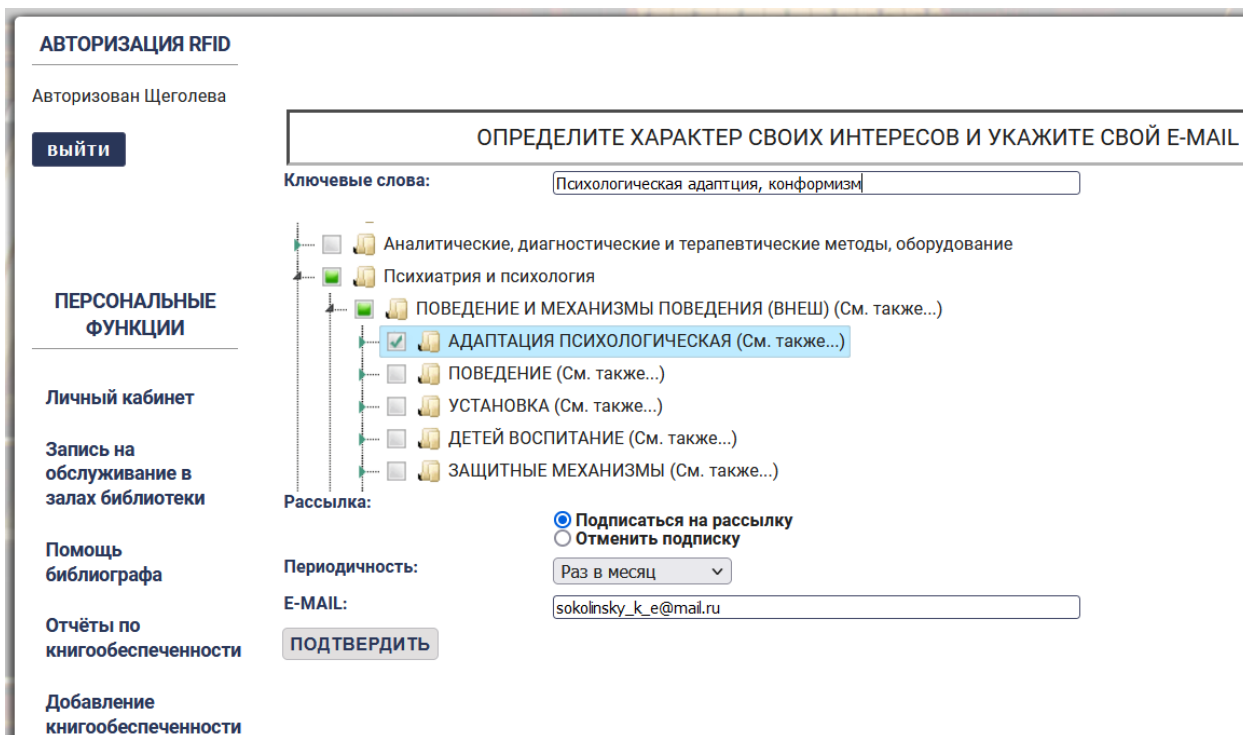 АВТОРИЗАЦИЯ RFID
Авторизован Щеголева
ВЫЙТИ
ПЕРСОНАЛЬНЫЕ
ФУНКЦИИ
Личный кабинет
Запись на
обслуживание в
залах библиотеки
Помощь
библиографа
Отчёты по
книгообеспеченности
Добавление
книгообеспеченности
ОПРЕДЕЛИТЕ ХАРАКТЕР СВОИХ ИНТЕРЕСОВ И УКАЖИТЕ СВОЙ E-MAIL
Ключевые слова:
Психологическая адаптция, конформизм
Аналитические, диагностические и терапевтические методы, оборудование
Психиатрия и психология
ПОВЕДЕНИЕ И МЕХАНИЗМЫ ПОВЕДЕНИЯ (ВНЕШ) (См. также...)
АДАПТАЦИЯ ПСИХОЛОГИЧЕСКАЯ (См. также...)
ПОВЕДЕНИЕ (См. также...)
УСТАНОВКА (См. также...)
ДЕТЕЙ ВОСПИТАНИЕ (См. также...)
ЗАЩИТНЫЕ МЕХАНИЗМЫ (См. также...)
Рассылка:
Подписаться на рассылку
Отменить подписку
Периодичность:
Раз в месяц
E-MAIL:
sokolinsky_k_e@mail.ru
ПОДТВЕРДИТЬ